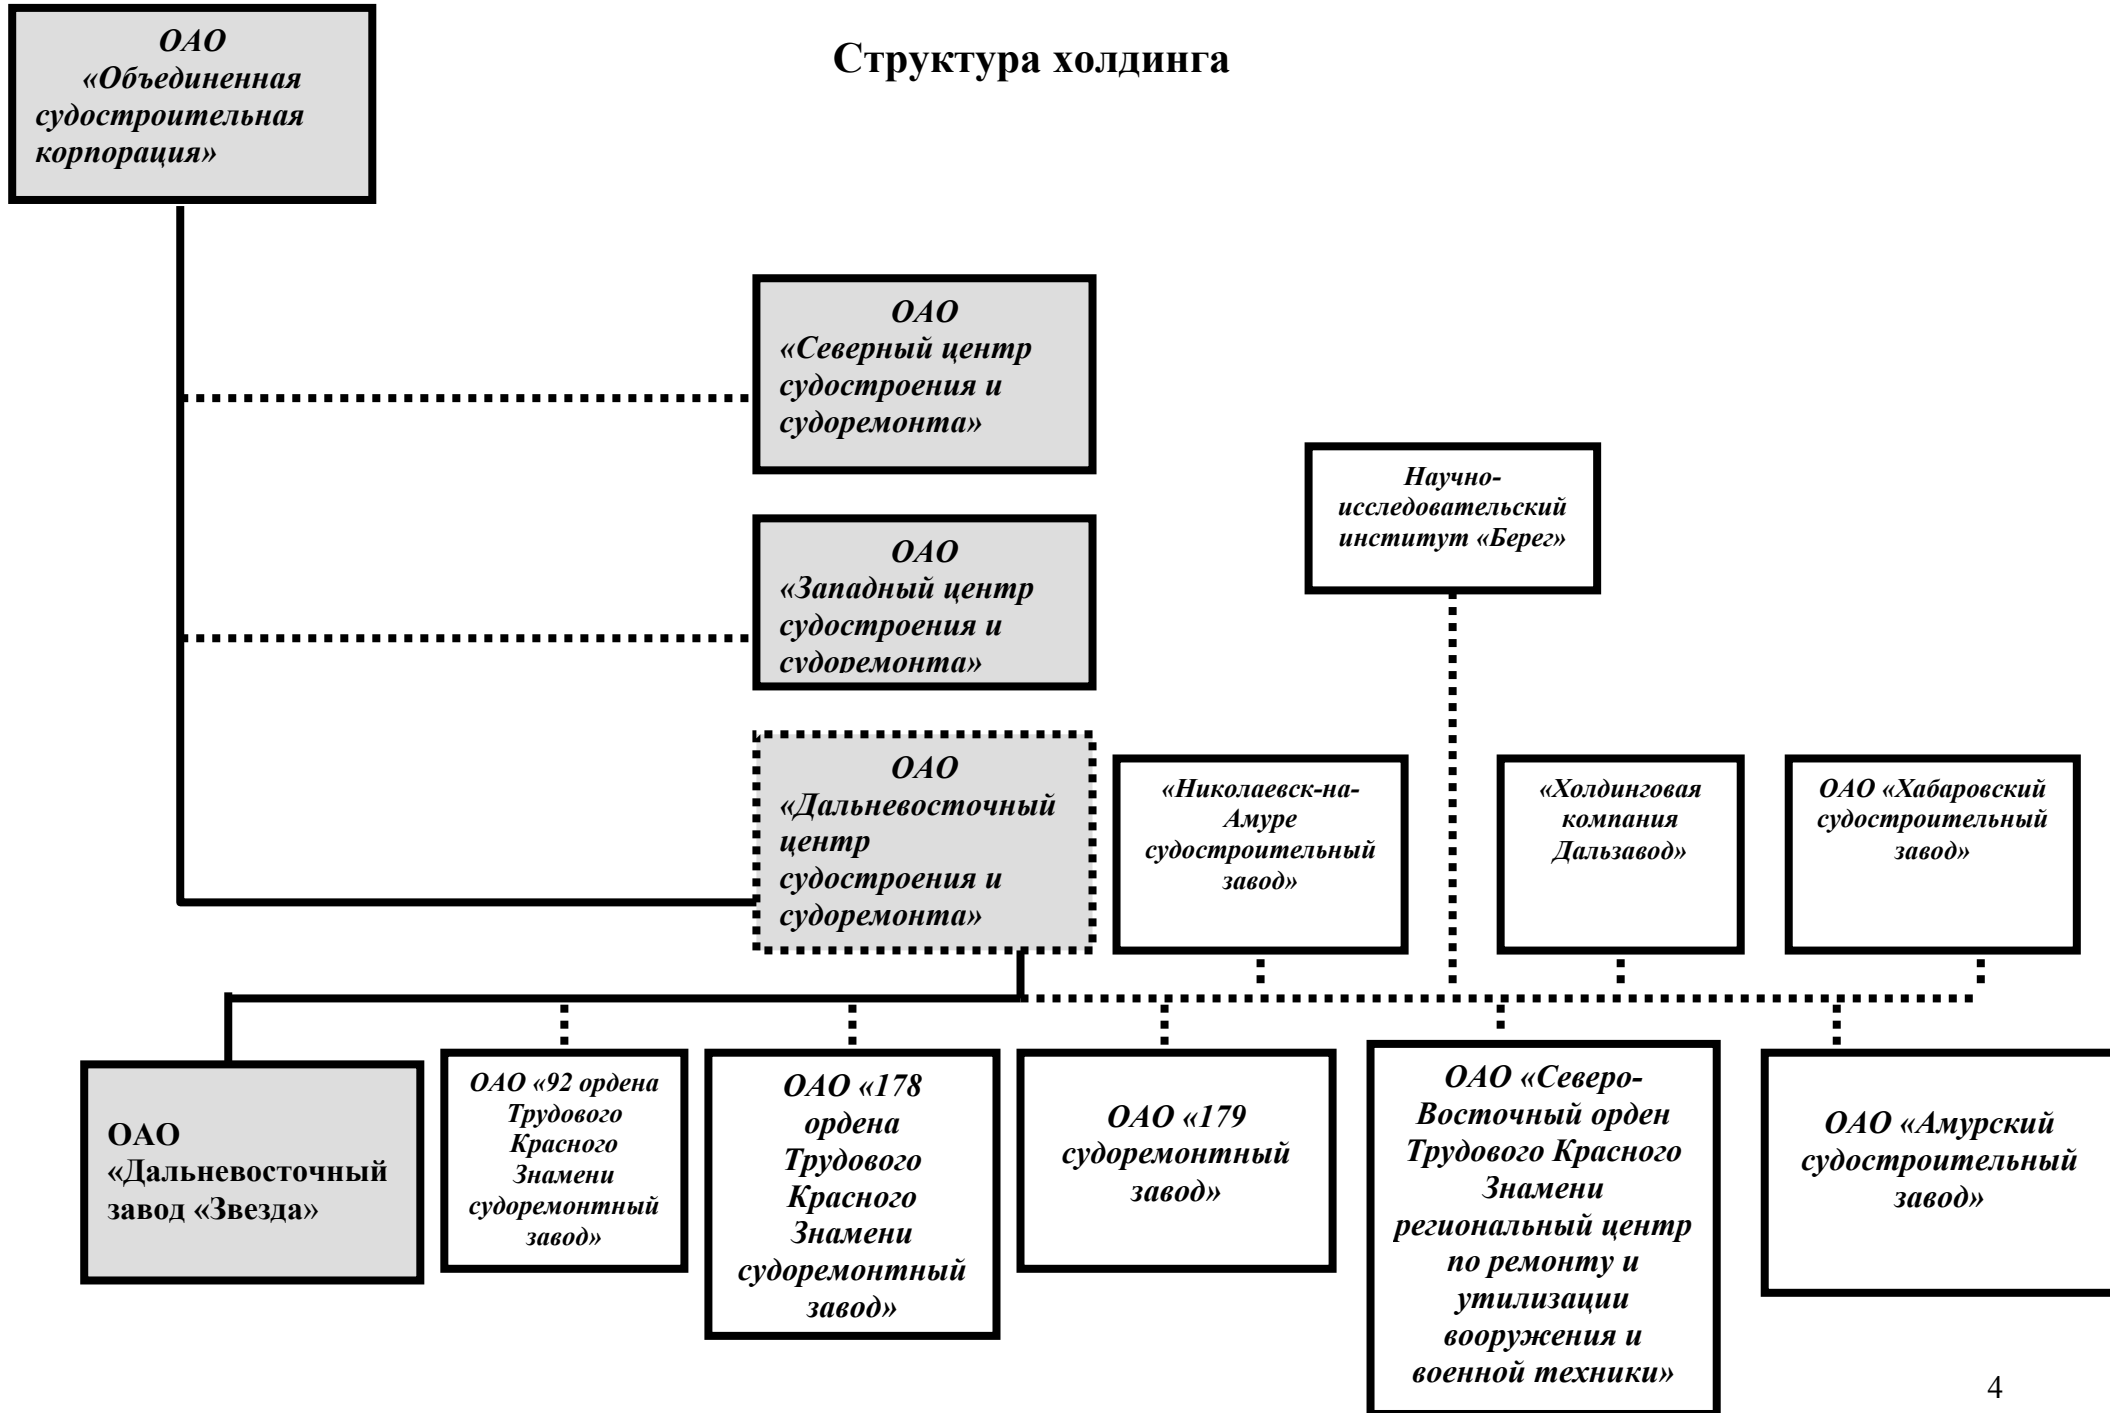 ОАО
«Объединенная
судостроительная
корпорация»
Структура холдинга
ОАО
«Северный центр
судостроения и
судоремонта»
Научно-
исследовательский
институт «Берег»
ОАО
«Западный центр
судостроения и
судоремонта»
ОАО
«Дальневосточный
центр
судостроения и
судоремонта»
«Николаевск-на-
Амуре
судостроительный
завод»
«Холдинговая
компания
Дальзавод»
ОАО «Хабаровский
судостроительный
завод»
ОАО
«Дальневосточный
завод «Звезда»
ОАО «92 ордена
Трудового
Красного
Знамени
судоремонтный
завод»
ОАО «178
ордена
Трудового
Красного
Знамени
судоремонтный
завод»
ОАО «179
судоремонтный
завод»
ОАО «Северо-
Восточный орден
Трудового Красного
Знамени
региональный центр
по ремонту и
утилизации
вооружения и
военной техники»
ОАО «Амурский
судостроительный
завод»
4